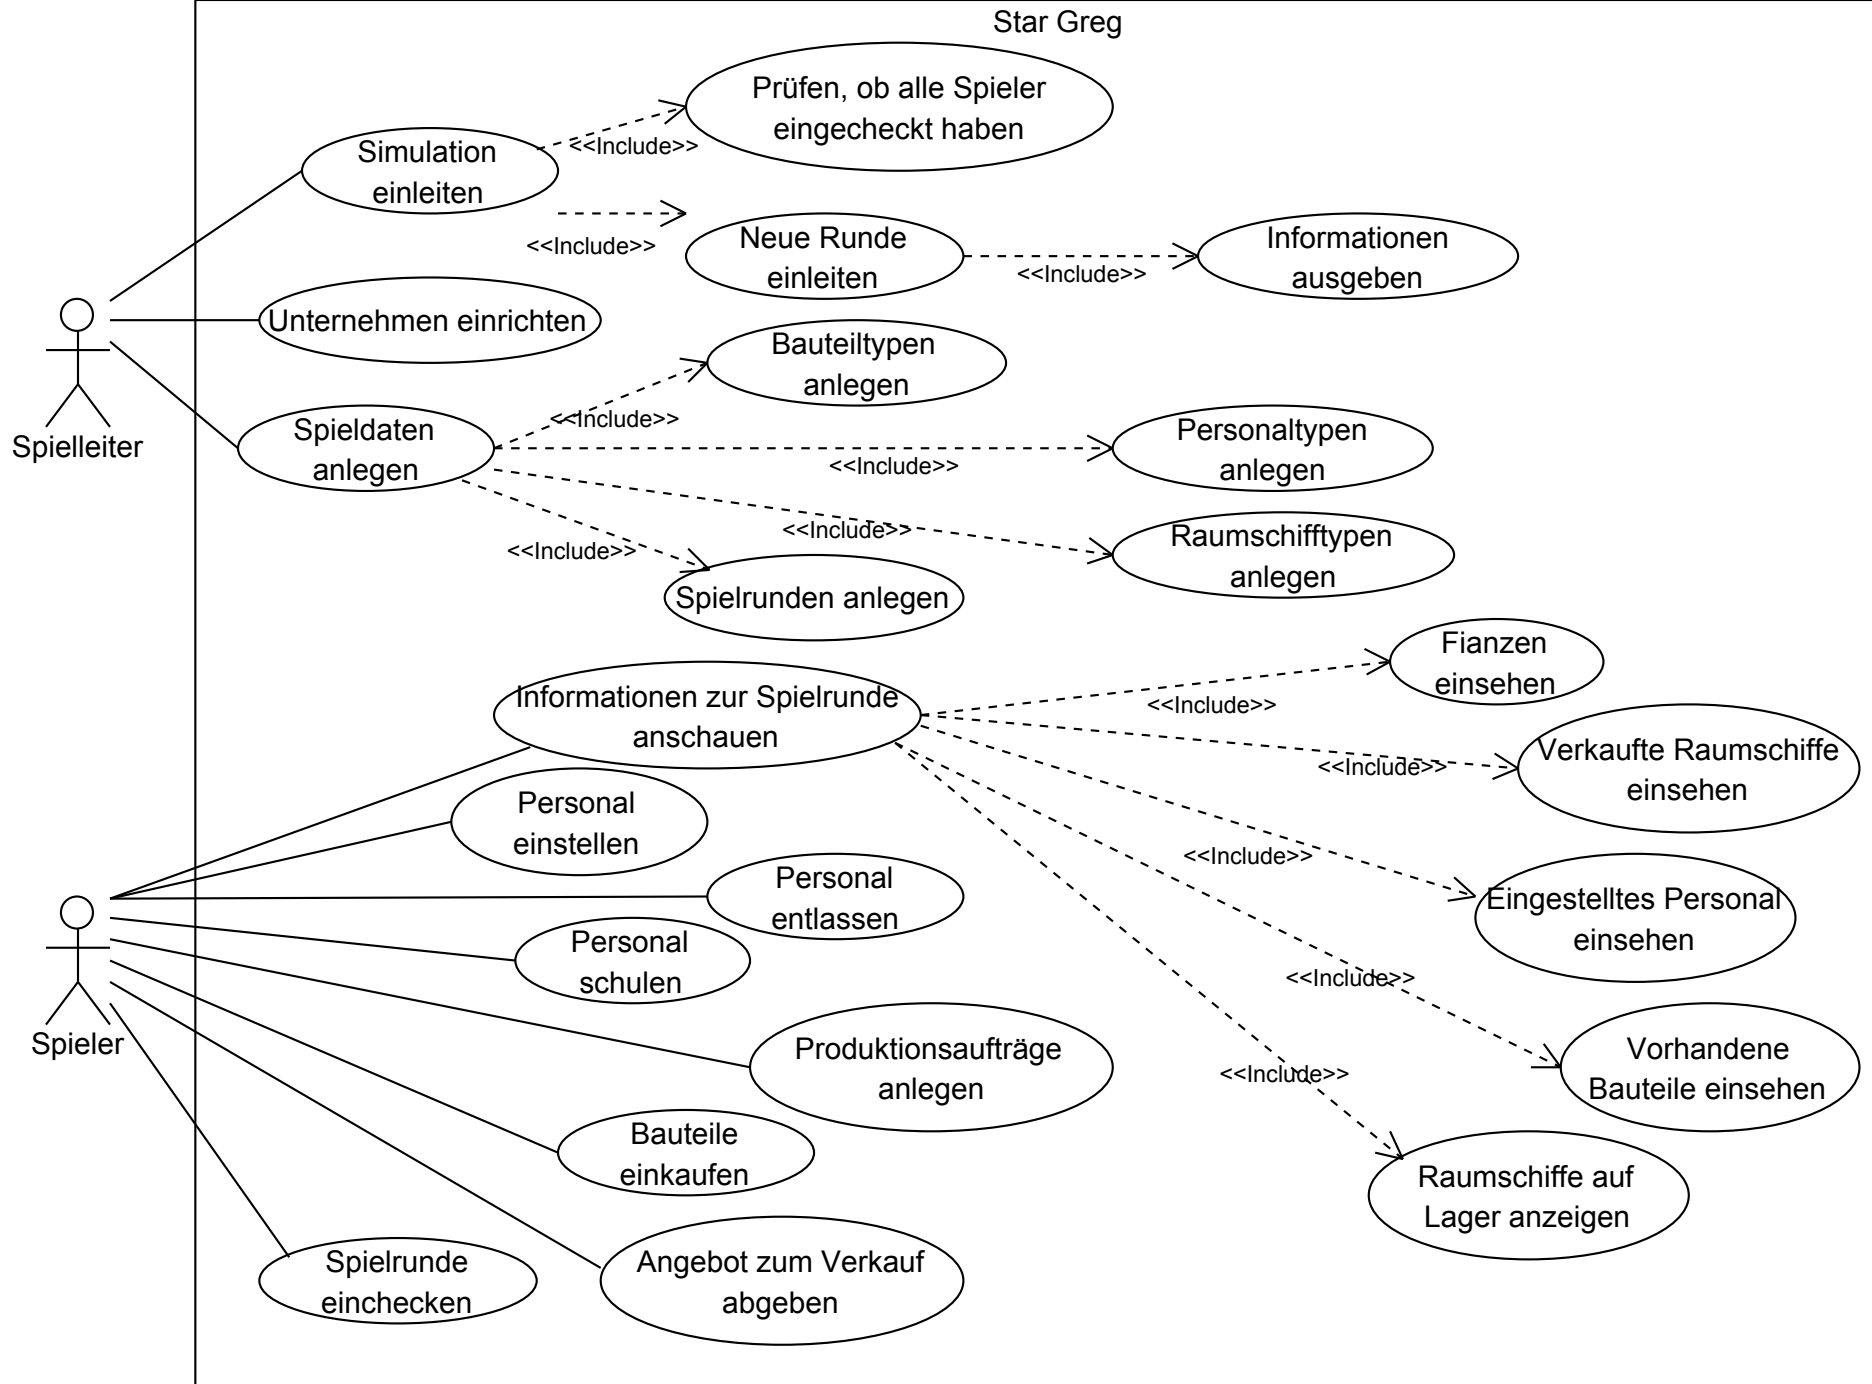 Star Greg
Prüfen, ob alle Spieler
eingecheckt haben
Simulation
einleiten
<<Include>>
<<Include>>
Neue Runde
einleiten
<<Include>>
Informationen
ausgeben
Unternehmen einrichten
Spielleiter
Bauteiltypen
anlegen
<<Include>>
Spieldaten
anlegen
<<Include>>
Personaltypen
anlegen
<<Include>>
Raumschifftypen
anlegen
<<Include>>
Spielrunden anlegen
Informationen zur Spielrunde
anschauen
<<Include>>
Fianzen
einsehen
<<Include>>
Verkaufte Raumschiffe
einsehen
Personal
einstellen
<<Include>>
Eingestelltes Personal
einsehen
Personal
entlassen
Personal
schulen
<<Include>>
Spieler
Produktionsaufträge
anlegen
<<Include>>
Vorhandene
Bauteile einsehen
Bauteile
einkaufen
Raumschiffe auf
Lager anzeigen
Spielrunde
einchecken
Angebot zum Verkauf
abgeben